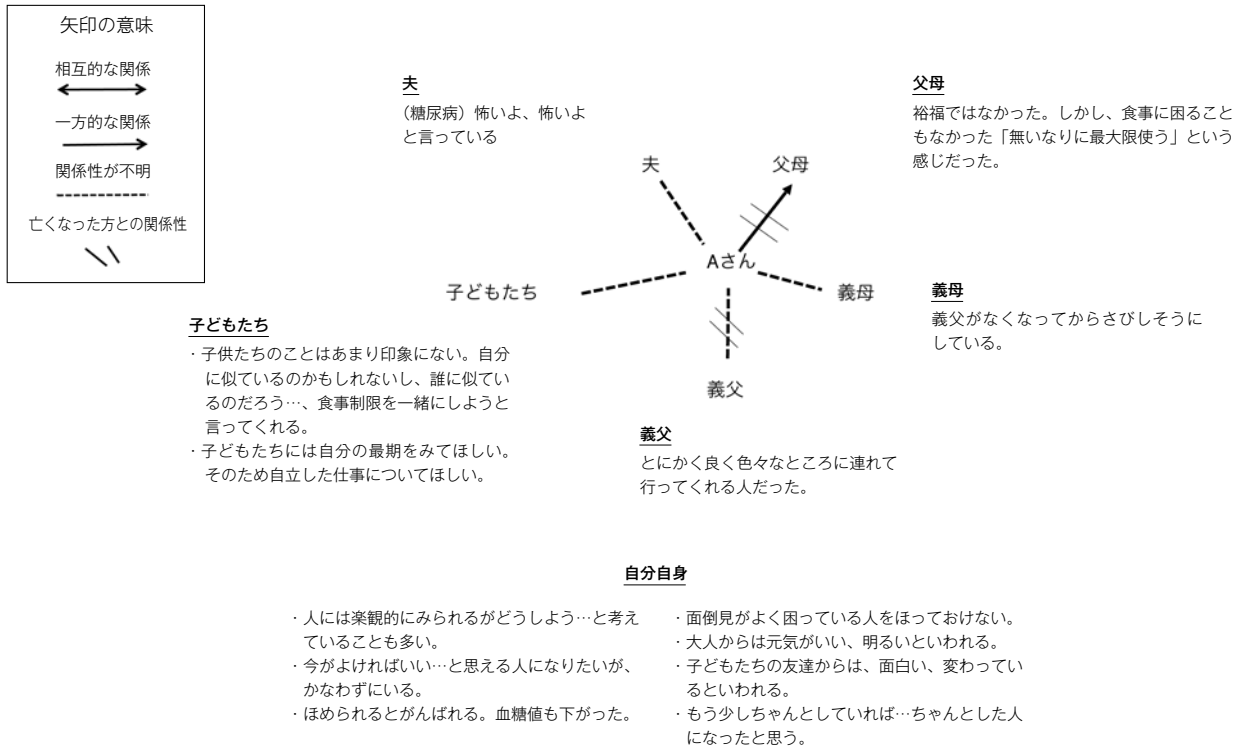 矢印の意味
相互的な関係
一方的な関係
関係性が不明
亡くなった方との関係性
夫
(糖尿病)怖いよ、怖いよ
と言っている
父母
裕福ではなかった。しかし、食事に困ること
もなかった「無いなりに最大限使う」という
感じだった。
夫
父母
Aさん
子どもたち
義母
義父
義母
義父がなくなってからさびしそうに
している。
子どもたち
・子供たちのことはあまり印象にない。自分
に似ているのかもしれないし、誰に似てい
るのだろう…、食事制限を一緒にしようと
言ってくれる。
・子どもたちには自分の最期をみてほしい。
そのため自立した仕事についてほしい。
義父
とにかく良く色々なところに連れて
行ってくれる人だった。
自分自身
・人には楽観的にみられるがどうしよう…と考え
ていることも多い。
・今がよければいい…と思える人になりたいが、
かなわずにいる。
・ほめられるとがんばれる。血糖値も下がった。
・面倒見がよく困っている人をほっておけない。
・大人からは元気がいい、明るいといわれる。
・子どもたちの友達からは、面白い、変わってい
るといわれる。
・もう少しちゃんとしていれば…ちゃんとした人
になったと思う。